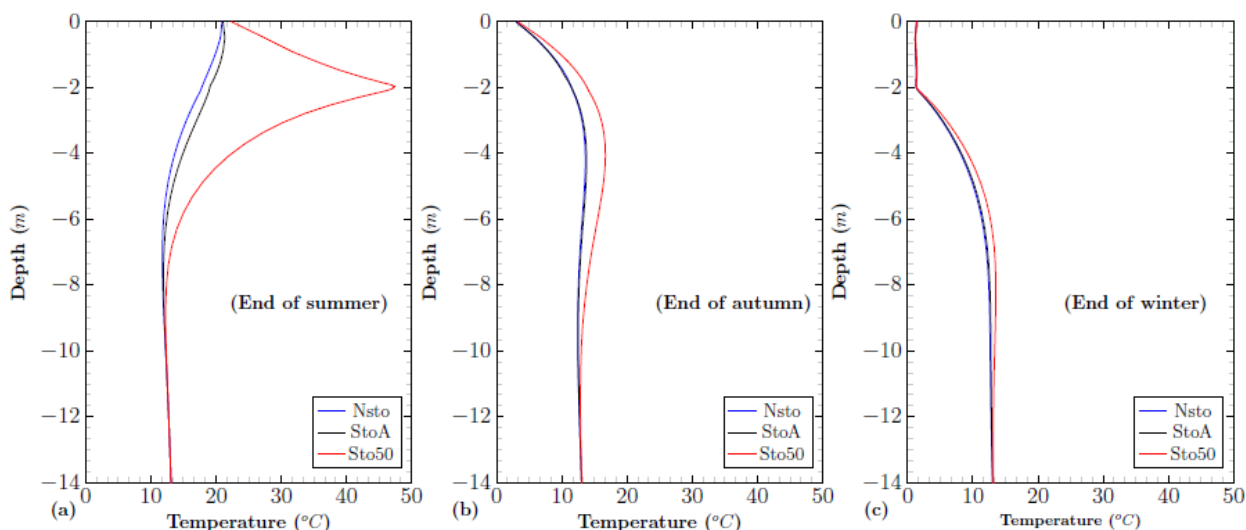 0
−2
−4
−6
−8
−10
−12
−14
Depth (m)
(End of summer)
Nsto
StoA
Sto50
0 10 20 30 40 50
(a)
Temperature (°C)
0
−2
−4
−6
−8
−10
−12
−14
Depth (m)
(End of autumn)
Nsto
StoA
Sto50
0 10 20 30 40 50
(b)
Temperature (°C)
0
−2
−4
−6
−8
−10
−12
−14
Depth (m)
(End of winter)
Nsto
StoA
Sto50
0 10 20 30 40 50
(c)
Temperature (°C)